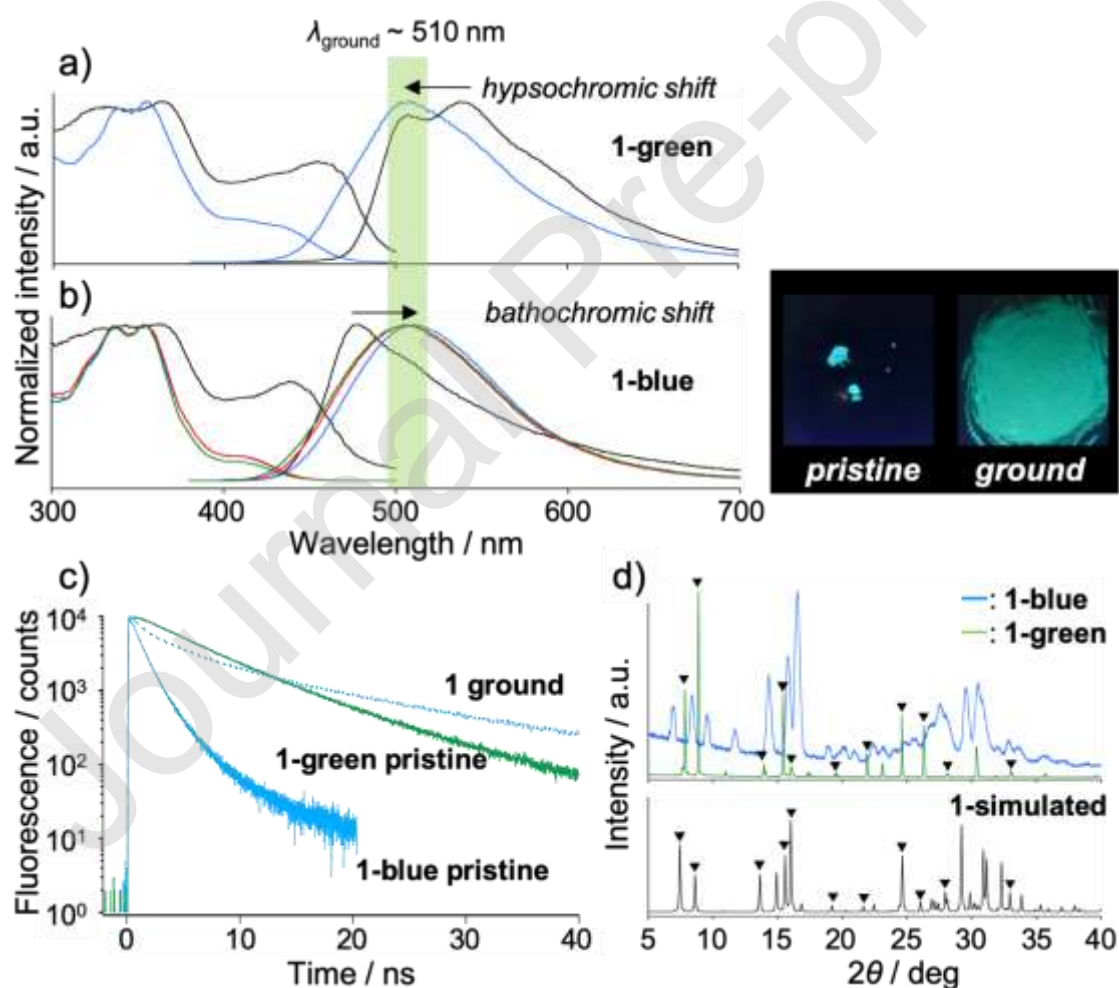 λground ~ 510 nm
a)
hypsochromic shift
1-green
b)
bathochromic shift
1-blue
Normalized intensity / a.u.
300 400 500 600 700
Wavelength / nm
pristine ground
c)
10⁴
10³
10²
10¹
10⁰
Fluorescence / counts
1 ground
1-green pristine
1-blue pristine
0 10 20 30 40
Time / ns
d)
: 1-blue
: 1-green
1-simulated
Intensity / a.u.
5 10 15 20 25 30 35 40
2θ / deg
Journal Pre-p